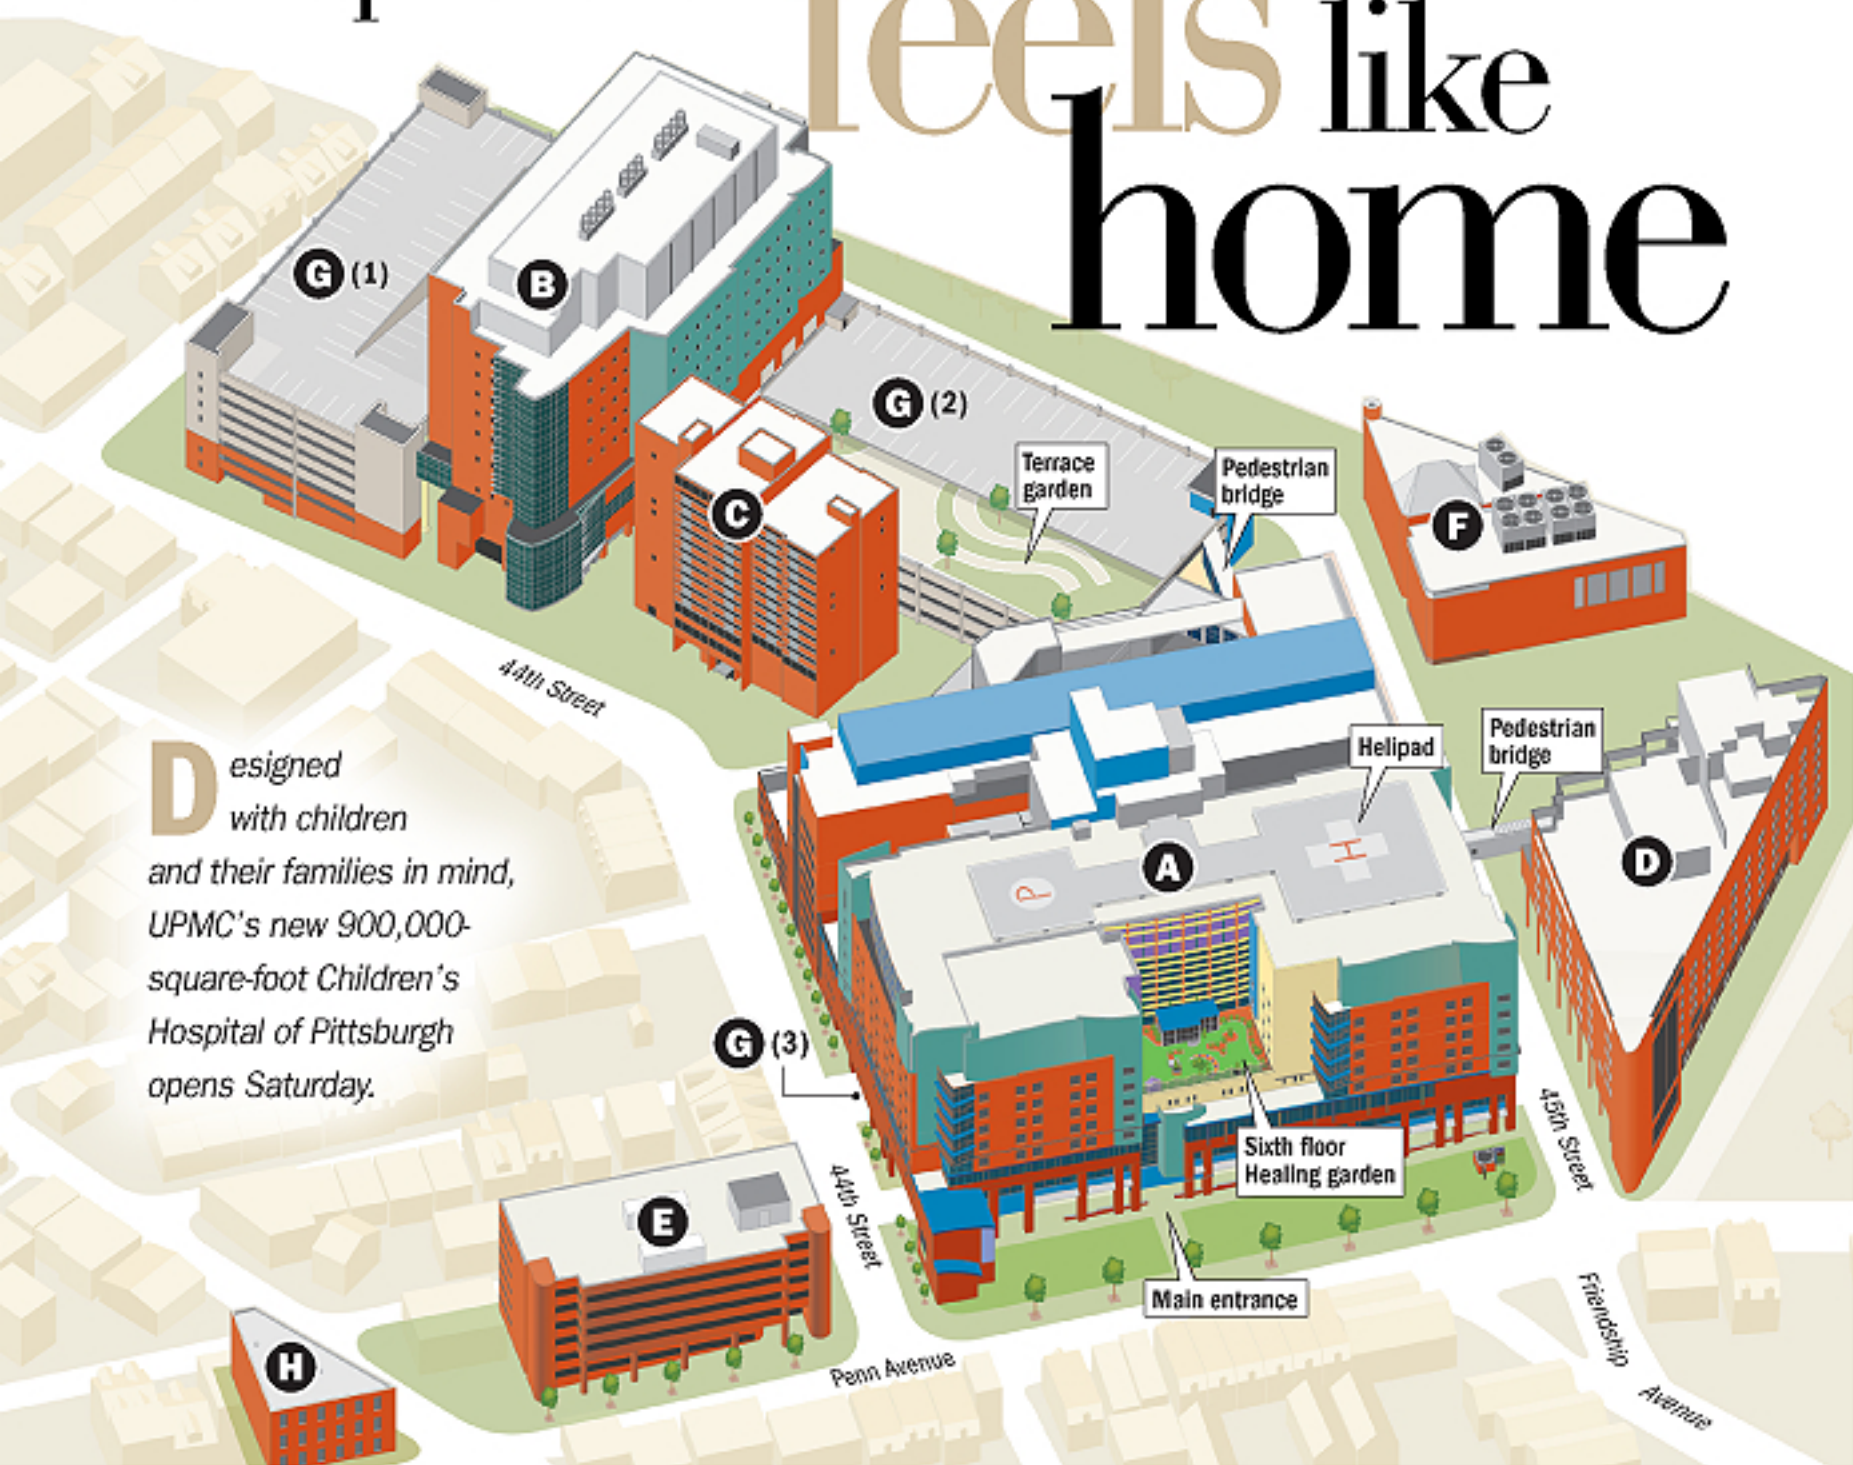 feels like
home
G (1)
B
G (2)
Terrace
garden
Pedestrian
bridge
C
F
44th Street
Designed
with children
and their families in mind,
UPMC's new 900,000-
square-foot Children's
Hospital of Pittsburgh
opens Saturday.
Helipad
Pedestrian
bridge
A
D
P
H
G (3)
Sixth floor
Healing garden
45th Street
44th Street
E
Main entrance
H
Penn Avenue
Friendship
Avenue